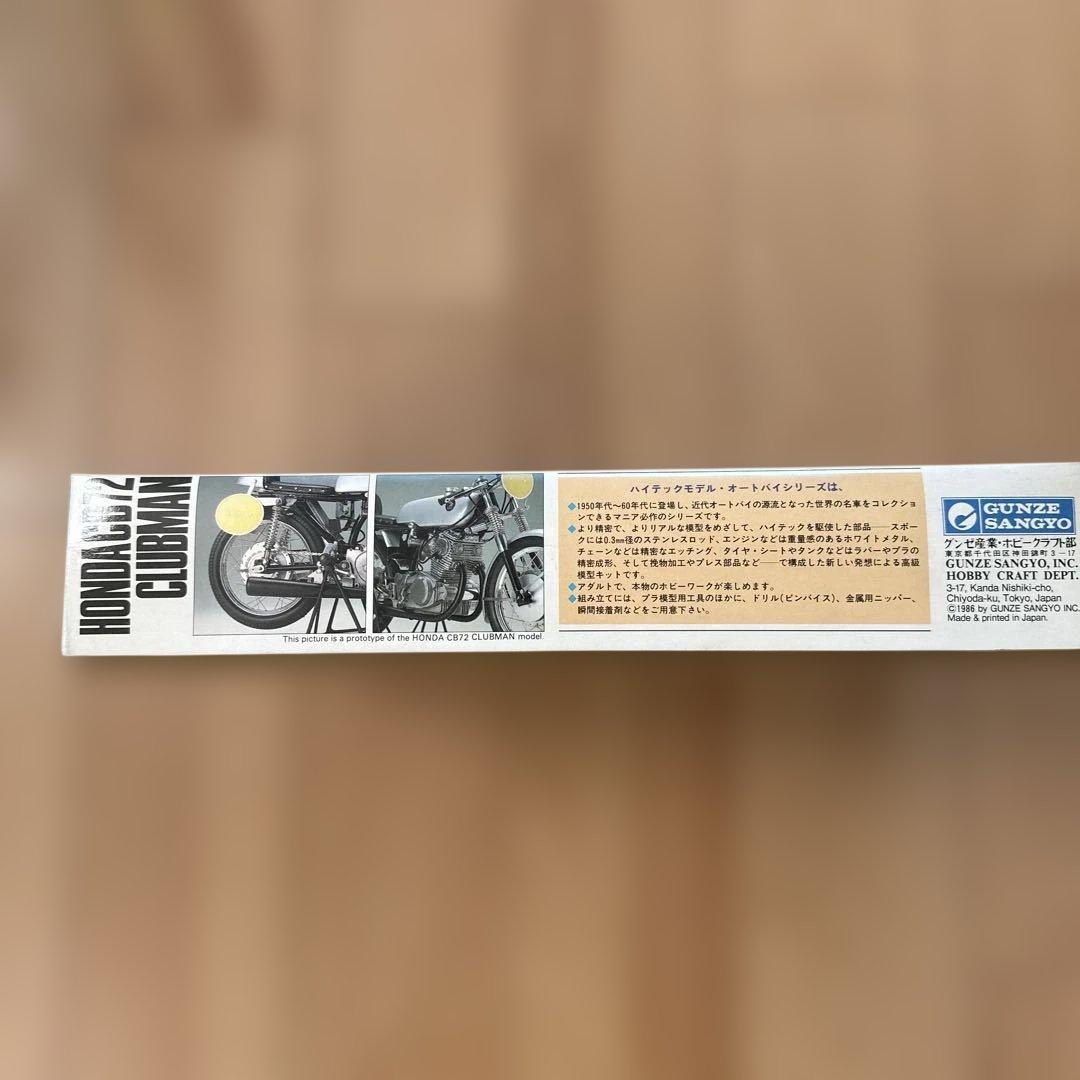 HONDA CB72
CLUBMAN
This picture is a prototype of the HONDA CB72 CLUBMAN model.
ハイテックモデル・オートバイシリーズは、
◆1950年代〜60年代に登場し、近代オートバイの源流となった世界の名車をコレクショ
ンできるマニア必作のシリーズです。
◆より精密で、よりリアルな模型をめざして、ハイテックを駆使した部品——スポー
クには0.3mm径のステンレスロッド、エンジンなどは重量感のあるホワイトメタル、
チェーンなどは精密なエッチング、タイヤ・シートやタンクなどはラバーやプラの
精密成形、そして挽物加工やプレス部品など——で構成した新しい発想による高級
模型キットです。
◆アダルトで、本物のホビーワークが楽しめます。
◆組み立てには、プラ模型用工具のほかに、ドリル(ピンバイス)、金属用ニッパー、
瞬間接着剤などをご用意下さい。
GUNZE
SANGYO
グンゼ産業・ホビークラフト部
東京都千代田区神田錦町3−17
GUNZE SANGYO, INC.
HOBBY CRAFT DEPT.
3-17, Kanda Nishiki-cho,
Chiyoda-ku, Tokyo, Japan
©1986 by GUNZE SANGYO INC.
Made & printed in Japan.